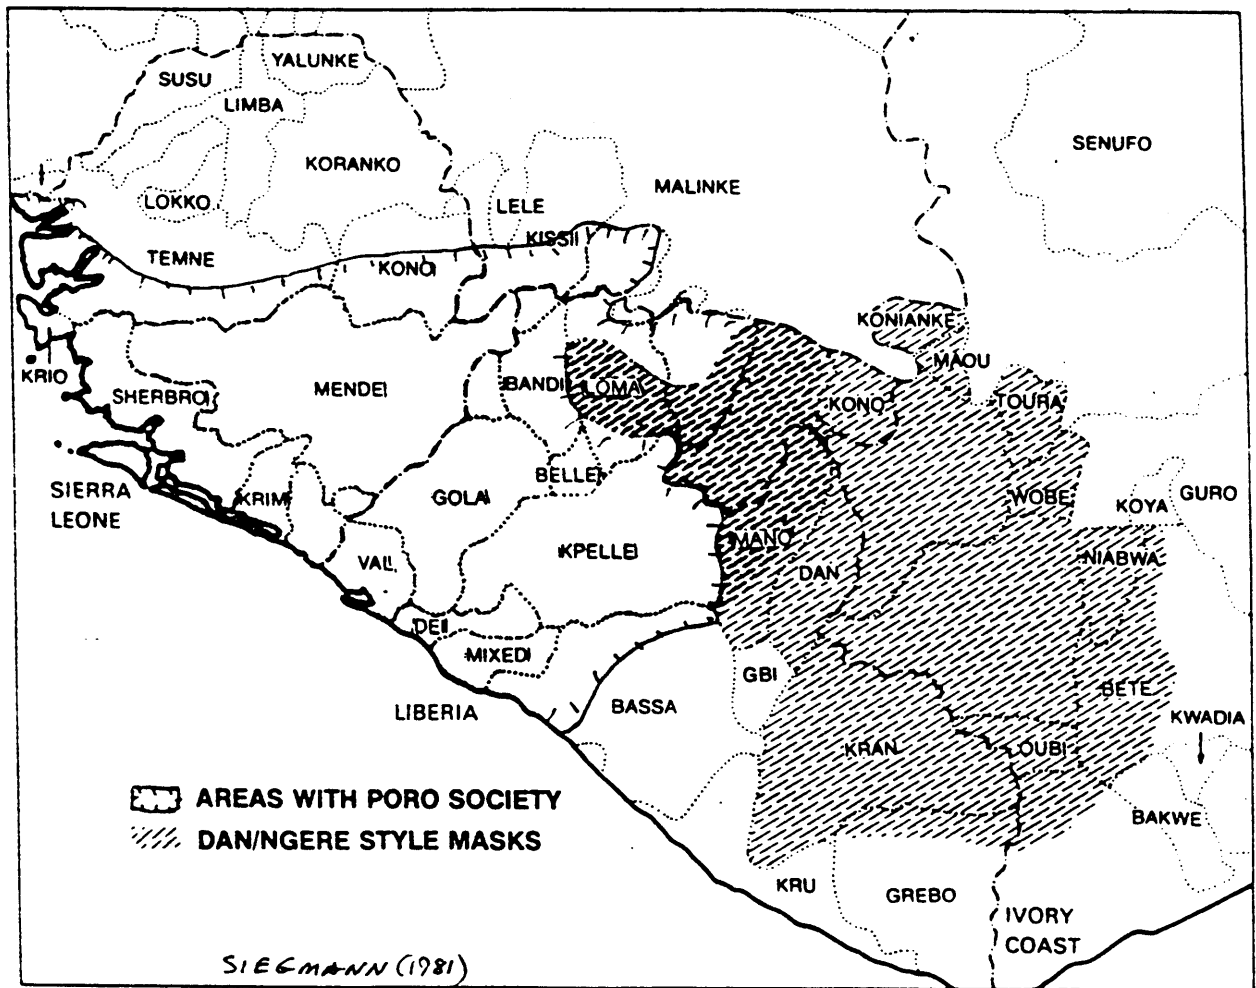 YALUNKE
SUSU
LIMBA
SENUFO
KORANKO
MALINKE
LOKKO
LELE
KISSI
TEMNE
KONO
KONIANKE
MAOU
KRIO
SHERBRO
MENDE
BANDI
LOMA
KONO
TOURA
BELLE
SIERRA
LEONE
KRIM
GOLA
WOBE
KOYA
GURO
MANO
KPELLE
VAI
DAN
NIABWA
DEI
MIXED
GBI
BETE
LIBERIA
BASSA
KWADIA
KRAN
OUBI
AREAS WITH PORO SOCIETY
BAKWE
DAN/NGERE STYLE MASKS
KRU
GREBO
IVORY
COAST
SIEGMANN (1981)